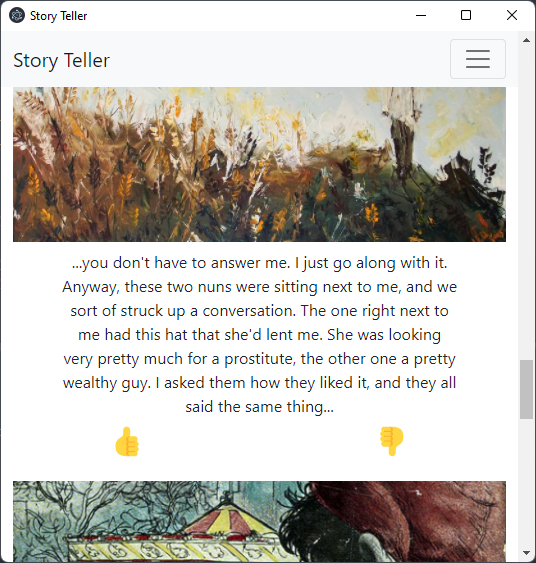 Story Teller
Story Teller
...you don't have to answer me. I just go along with it.
Anyway, these two nuns were sitting next to me, and we
sort of struck up a conversation. The one right next to
me had this hat that she'd lent me. She was looking
very pretty much for a prostitute, the other one a pretty
wealthy guy. I asked them how they liked it, and they all
said the same thing...